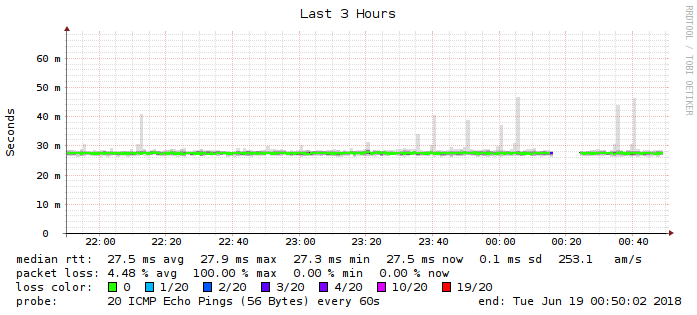 Last 3 Hours
RRDTOOL / TOBI OETIKER
Seconds
60 m
50 m
40 m
30 m
20 m
10 m
0
22:00 22:20 22:40 23:00 23:20 23:40 00:00 00:20 00:40
median rtt: 27.5 ms avg 27.9 ms max 27.3 ms min 27.5 ms now 0.1 ms sd 253.1 am/s
packet loss: 4.48 % avg 100.00 % max 0.00 % min 0.00 % now
loss color: 0 1/20 2/20 3/20 4/20 10/20 19/20
probe: 20 ICMP Echo Pings (56 Bytes) every 60s end: Tue Jun 19 00:50:02 2018